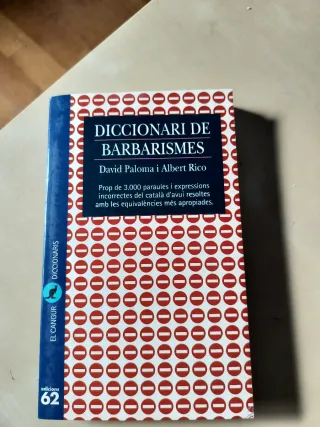 DICCIONARI DE
BARBARISMES
David Paloma i Albert Rico
Prop de 3.000 paraules i expressions
incorrectes del català d'avui resoltes
amb les equivalències més apropiades.
EL CANGUR
DICCIONARIS
edicions
62